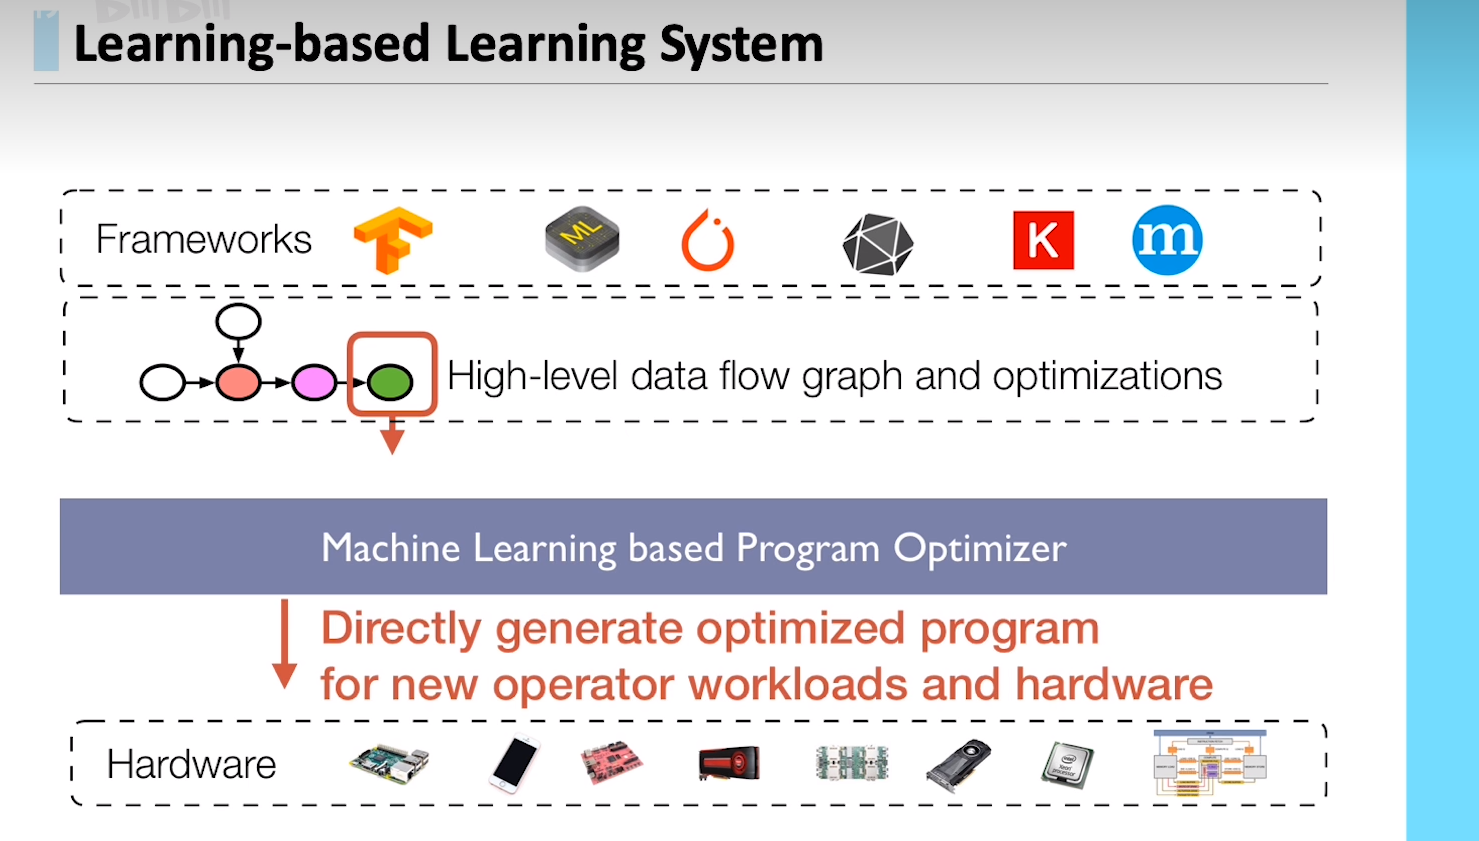 Learning-based Learning System
Frameworks
ML
K
m
High-level data flow graph and optimizations
Machine Learning based Program Optimizer
Directly generate optimized program
for new operator workloads and hardware
Hardware